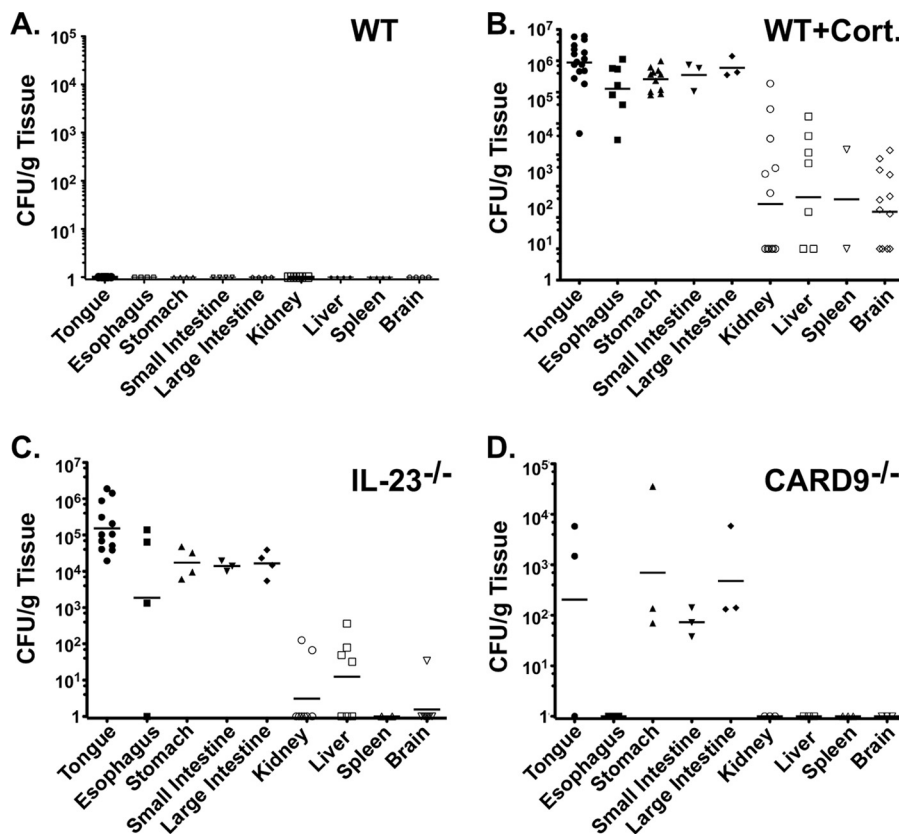 A. WT
CFU/g Tissue
10^5
10^4
10^3
10^2
10^1
1
Tongue
Esophagus
Stomach
Small Intestine
Large Intestine
Kidney
Liver
Spleen
Brain
B. WT+Cort.
CFU/g Tissue
10^7
10^6
10^5
10^4
10^3
10^2
10^1
1
Tongue
Esophagus
Stomach
Small Intestine
Large Intestine
Kidney
Liver
Spleen
Brain
C. IL-23^-/-
CFU/g Tissue
10^7
10^6
10^5
10^4
10^3
10^2
10^1
1
Tongue
Esophagus
Stomach
Small Intestine
Large Intestine
Kidney
Liver
Spleen
Brain
D. CARD9^-/-
CFU/g Tissue
10^5
10^4
10^3
10^2
10^1
1
Tongue
Esophagus
Stomach
Small Intestine
Large Intestine
Kidney
Liver
Spleen
Brain